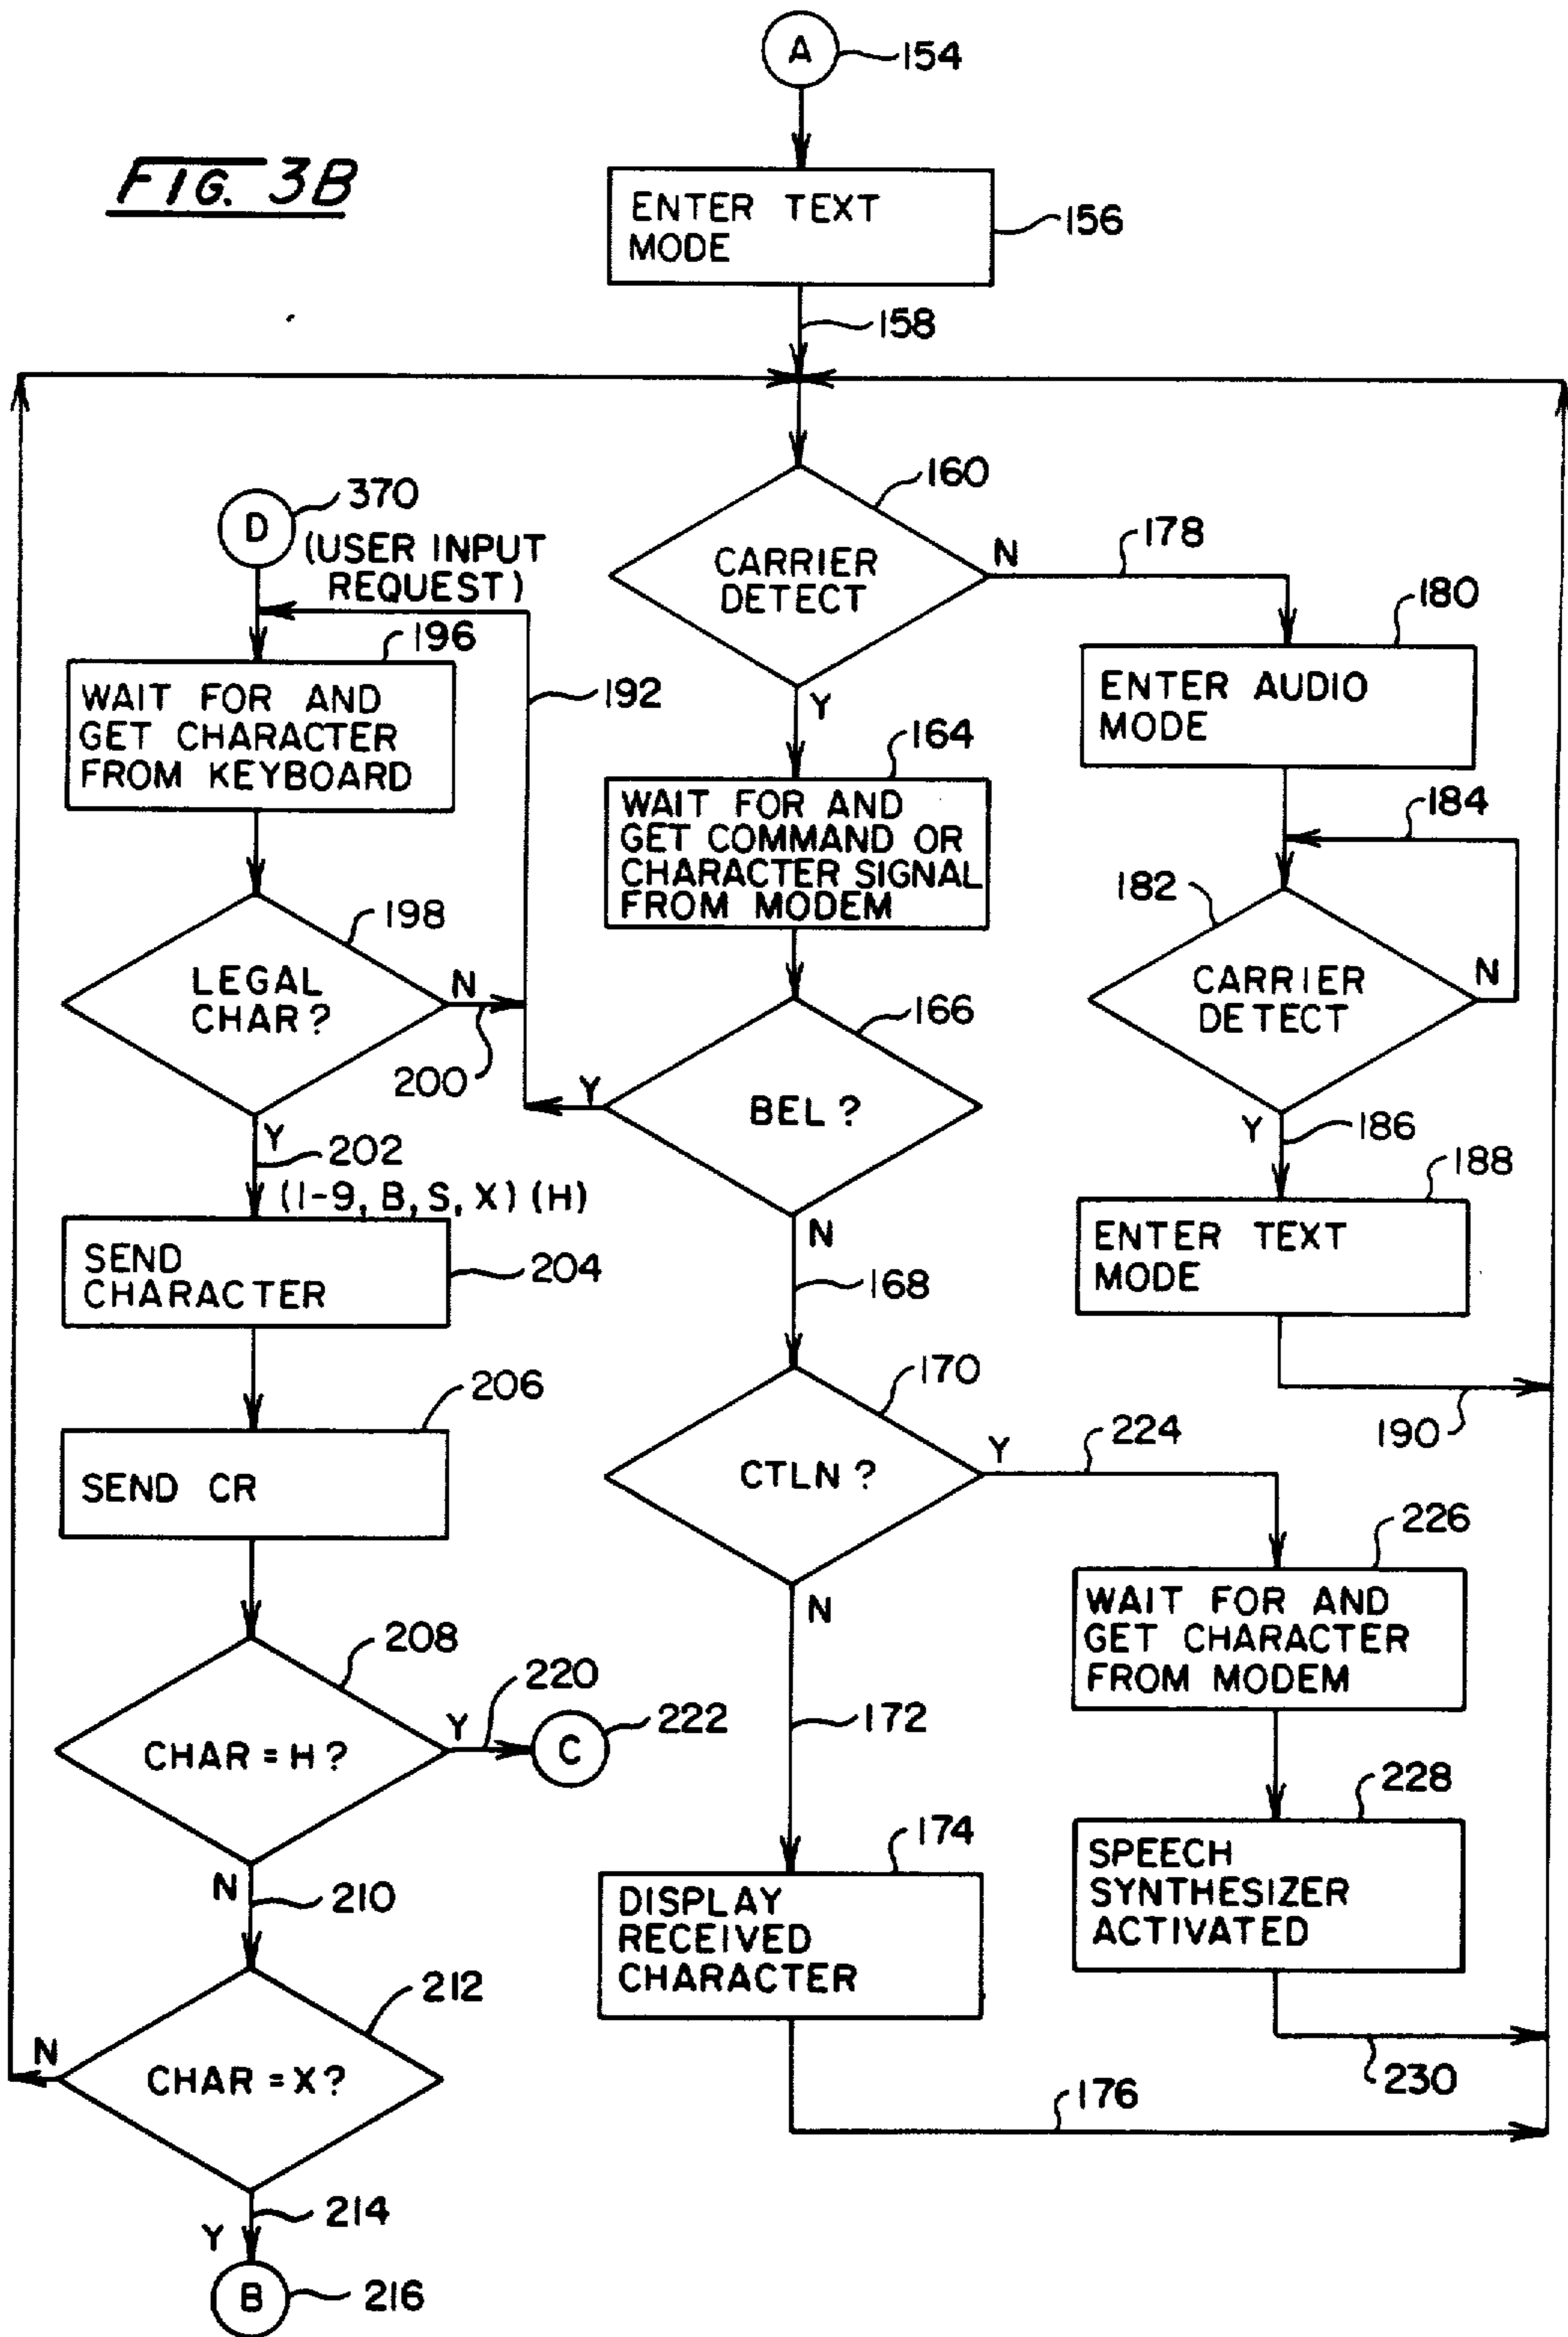 FIG. 3B
A
154
ENTER TEXT
MODE
156
158
160
CARRIER
DETECT
N
178
Y
D
370
(USER INPUT
REQUEST)
192
196
WAIT FOR AND
GET CHARACTER
FROM KEYBOARD
198
LEGAL
CHAR?
N
200
Y
202
(1-9, B, S, X) (H)
SEND
CHARACTER
204
206
SEND CR
208
CHAR = H?
Y
220
C
222
N
210
212
CHAR = X?
N
214
Y
B
216
164
WAIT FOR AND
GET COMMAND OR
CHARACTER SIGNAL
FROM MODEM
166
Y
BEL?
N
168
170
CTLN?
Y
224
N
172
174
DISPLAY
RECEIVED
CHARACTER
176
180
ENTER AUDIO
MODE
184
182
CARRIER
DETECT
N
Y
186
188
ENTER TEXT
MODE
190
226
WAIT FOR AND
GET CHARACTER
FROM MODEM
228
SPEECH
SYNTHESIZER
ACTIVATED
230